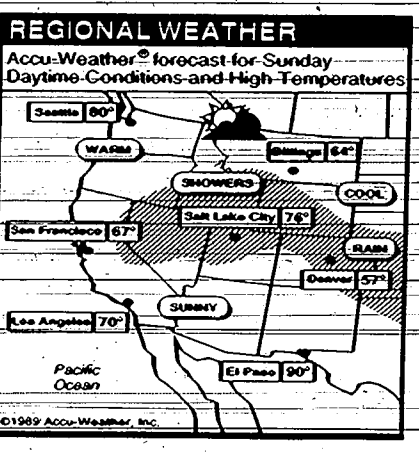 REGIONAL WEATHER
Accu-Weather® forecast for Sunday
Daytime Conditions and High Temperatures
Seattle 80°
WARM
Billings 64°
SHOWERS
COOL
Salt Lake City 76°
San Francisco 67°
RAIN
Denver 57°
SUNNY
Los Angeles 70°
Pacific
Ocean
El Paso 90°
©1989 Accu-Weather, Inc.